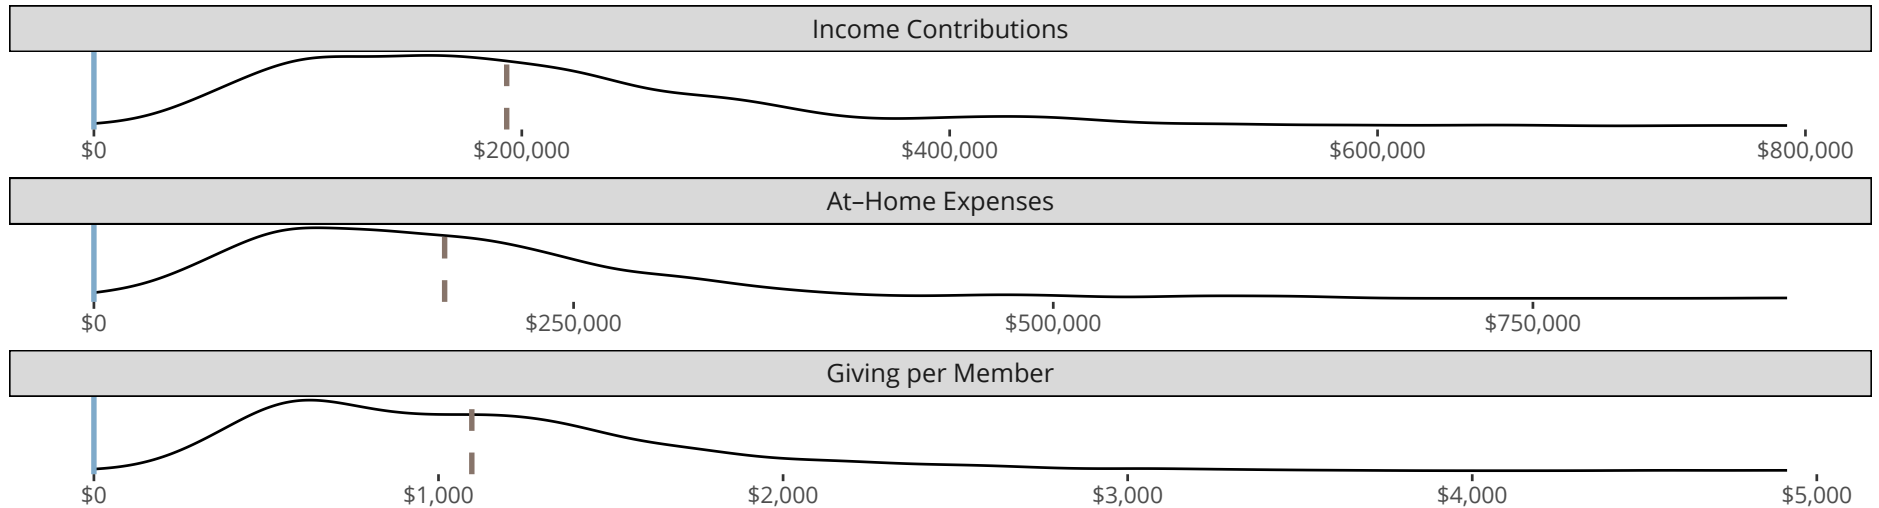 Income Contributions
$0 $200,000 $400,000 $600,000 $800,000
At–Home Expenses
$0 $250,000 $500,000 $750,000
Giving per Member
$0 $1,000 $2,000 $3,000 $4,000 $5,000